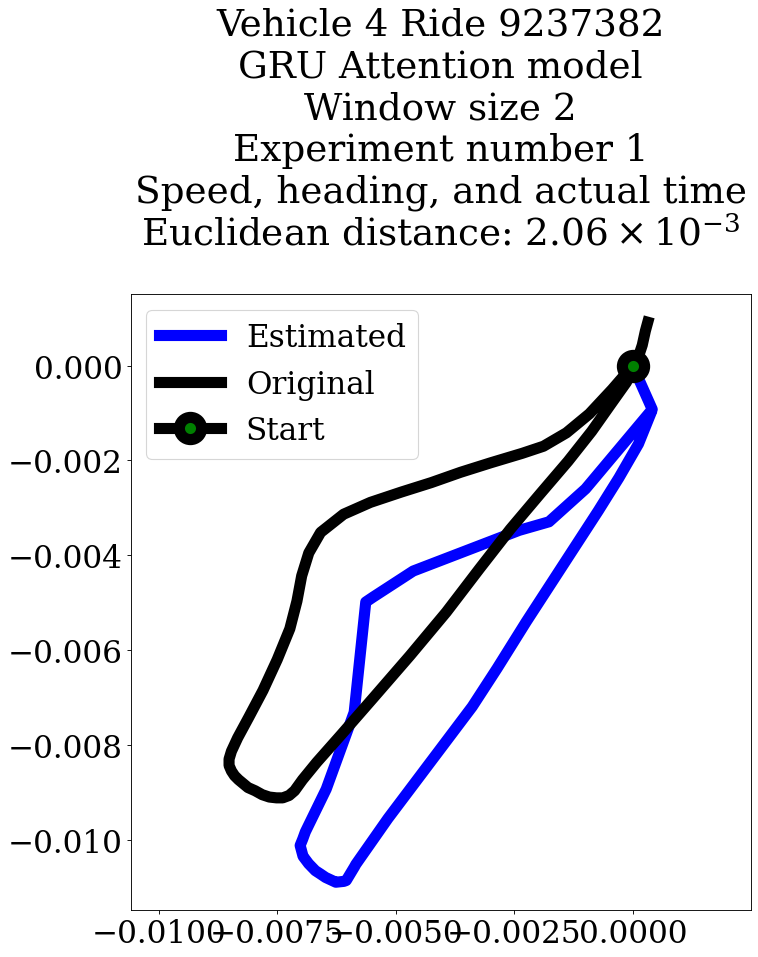 Vehicle 4 Ride 9237382
GRU Attention model
Window size 2
Experiment number 1
Speed, heading, and actual time
Euclidean distance: 2.06 × 10⁻³
Estimated
Original
Start
0.000
−0.002
−0.004
−0.006
−0.008
−0.010
−0.0100 −0.0075 −0.0050 −0.0025 0.0000